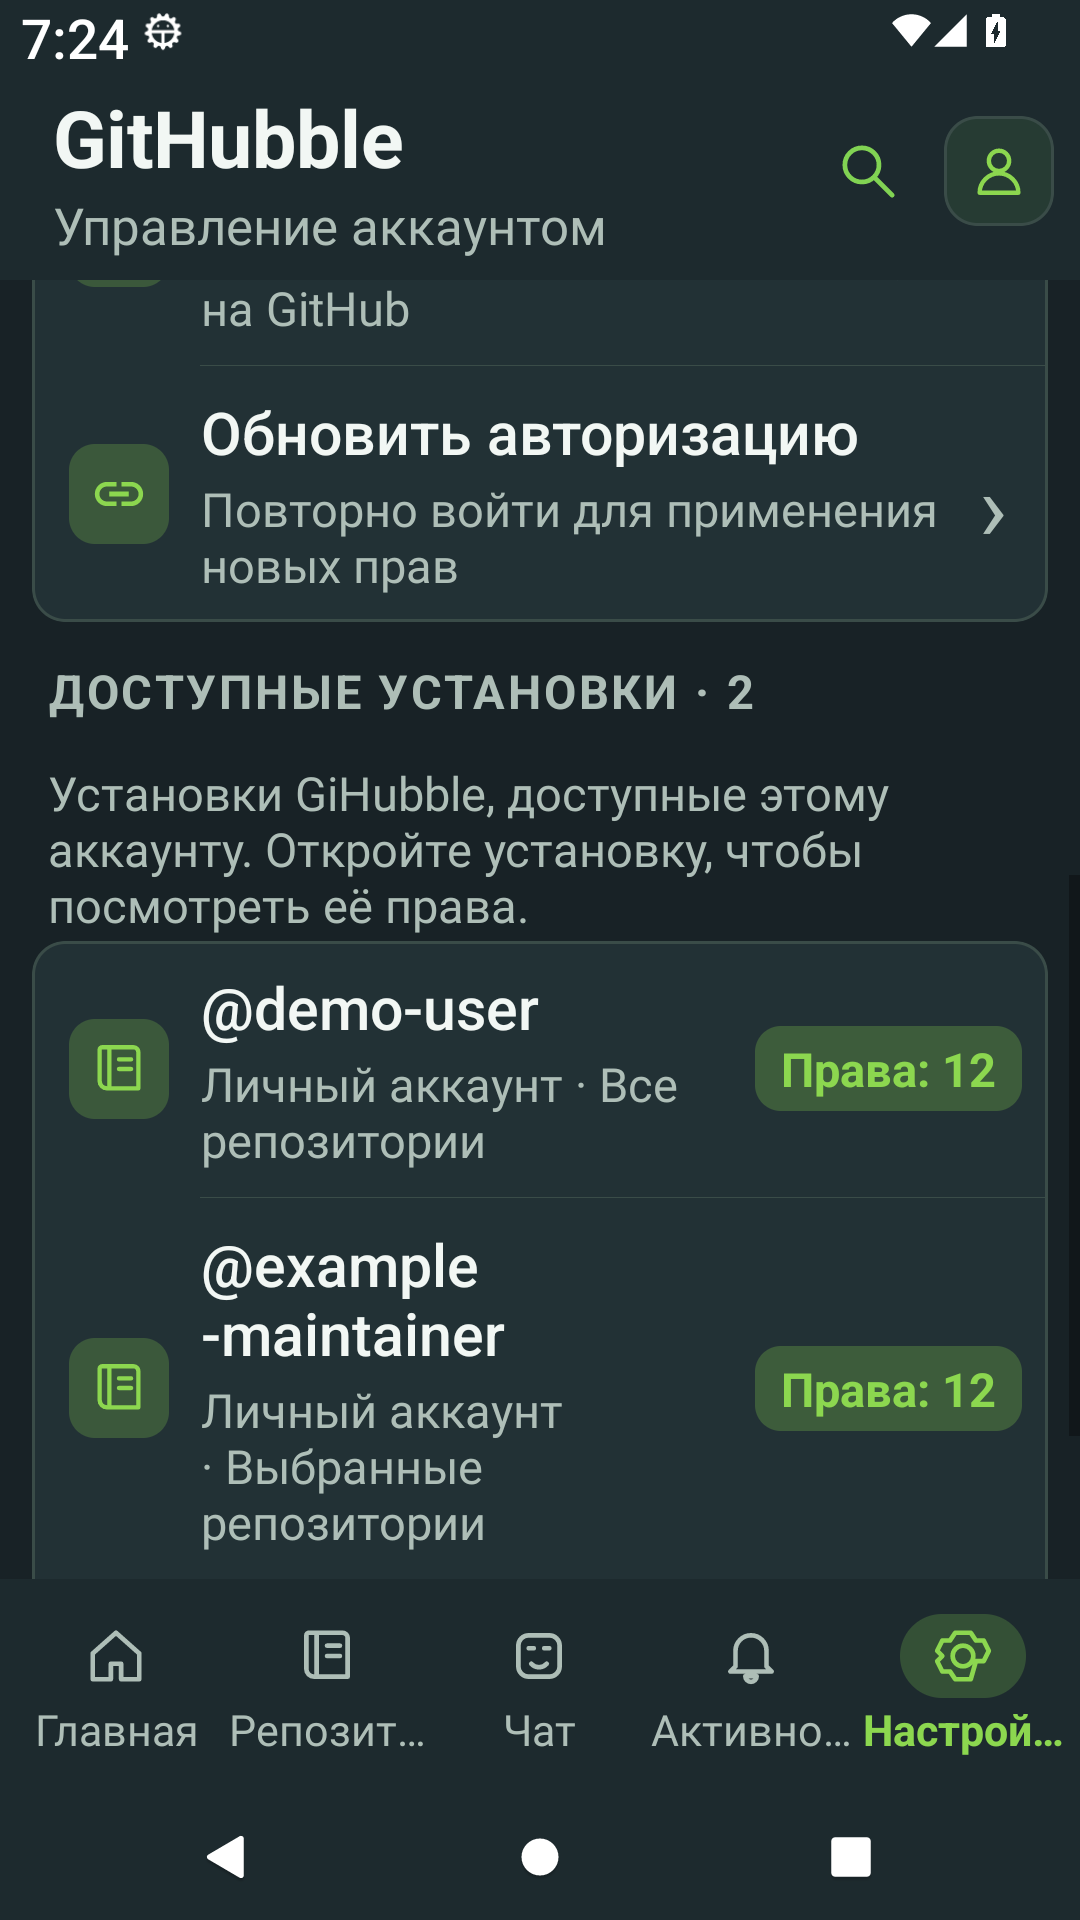 7:24
GitHubble
Управление аккаунтом
на GitHub
Обновить авторизацию
Повторно войти для применения
новых прав
ДОСТУПНЫЕ УСТАНОВКИ · 2
Установки GiHubble, доступные этому
аккаунту. Откройте установку, чтобы
посмотреть её права.
@demo-user
Личный аккаунт · Все
репозитории
Права: 12
@example
-maintainer
Личный аккаунт
· Выбранные
репозитории
Права: 12
Главная
Репозит...
Чат
Активно...
Настрой...